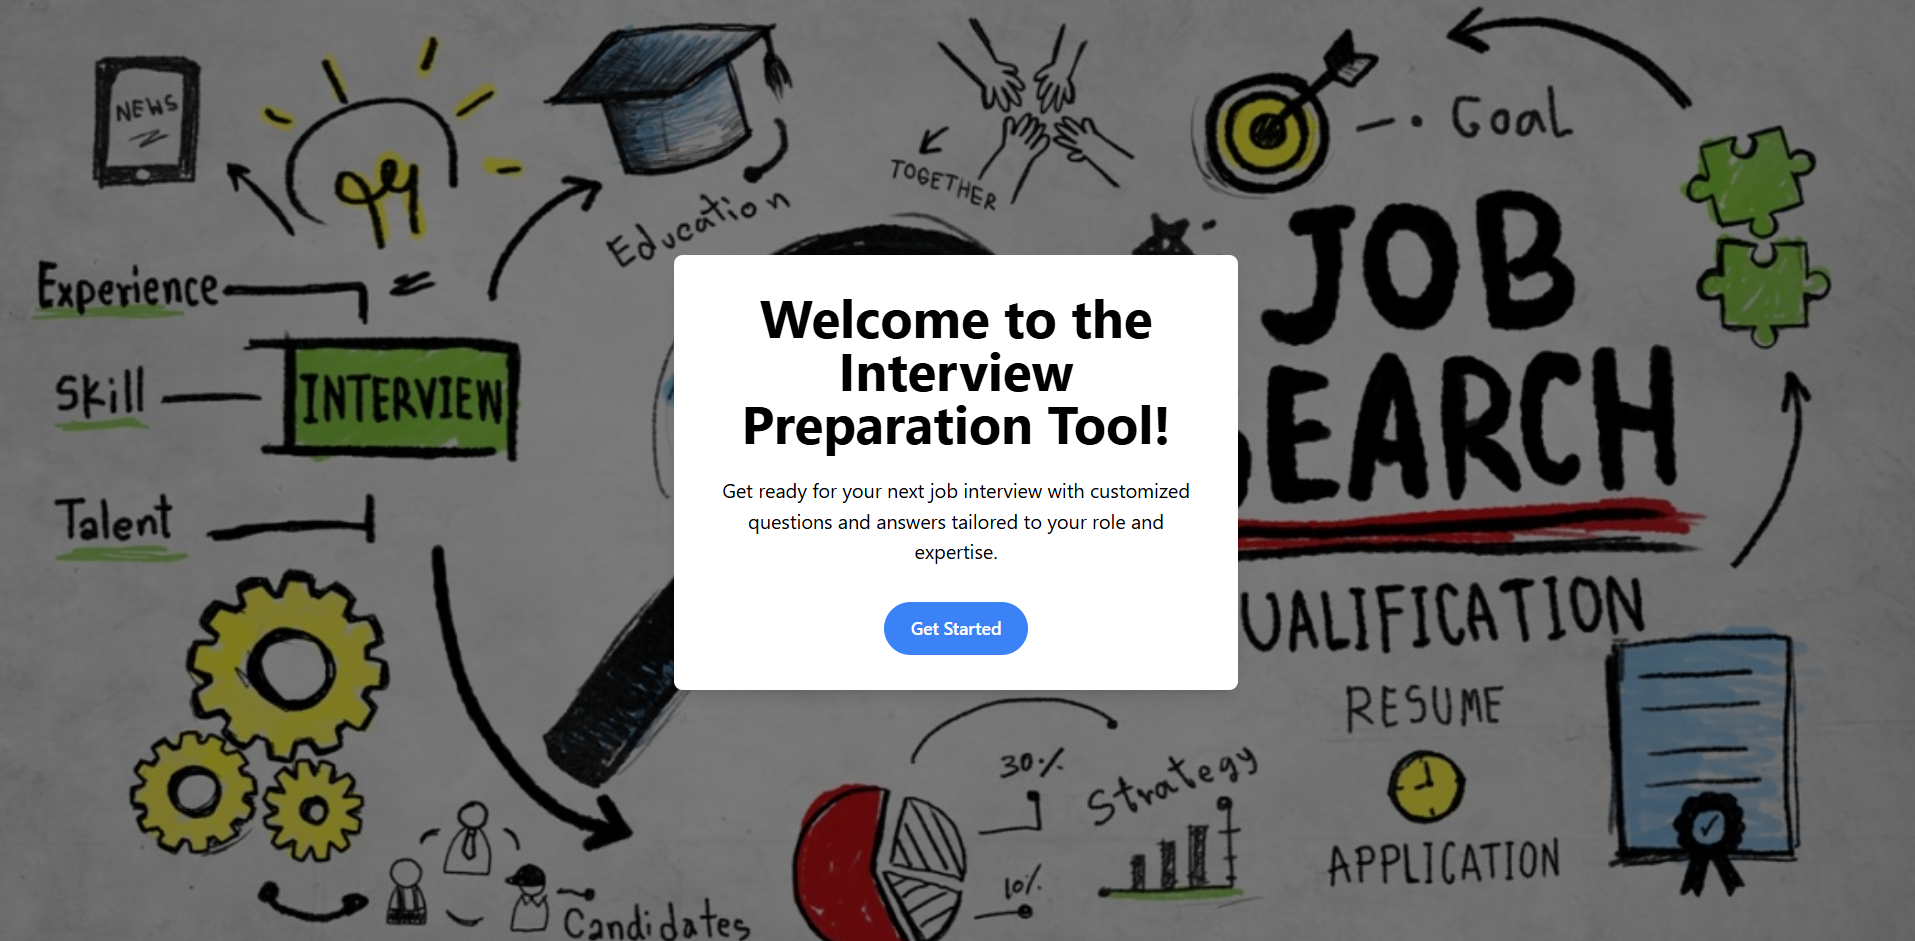 NEWS
Education
TOGETHER
Goal
Experience
JOB
Skill
INTERVIEW
Talent
Welcome to the
Interview
Preparation Tool!
Get ready for your next job interview with customized
questions and answers tailored to your role and
expertise.
Get Started
RESUME
30%
Strategy
10%
APPLICATION
Candidates